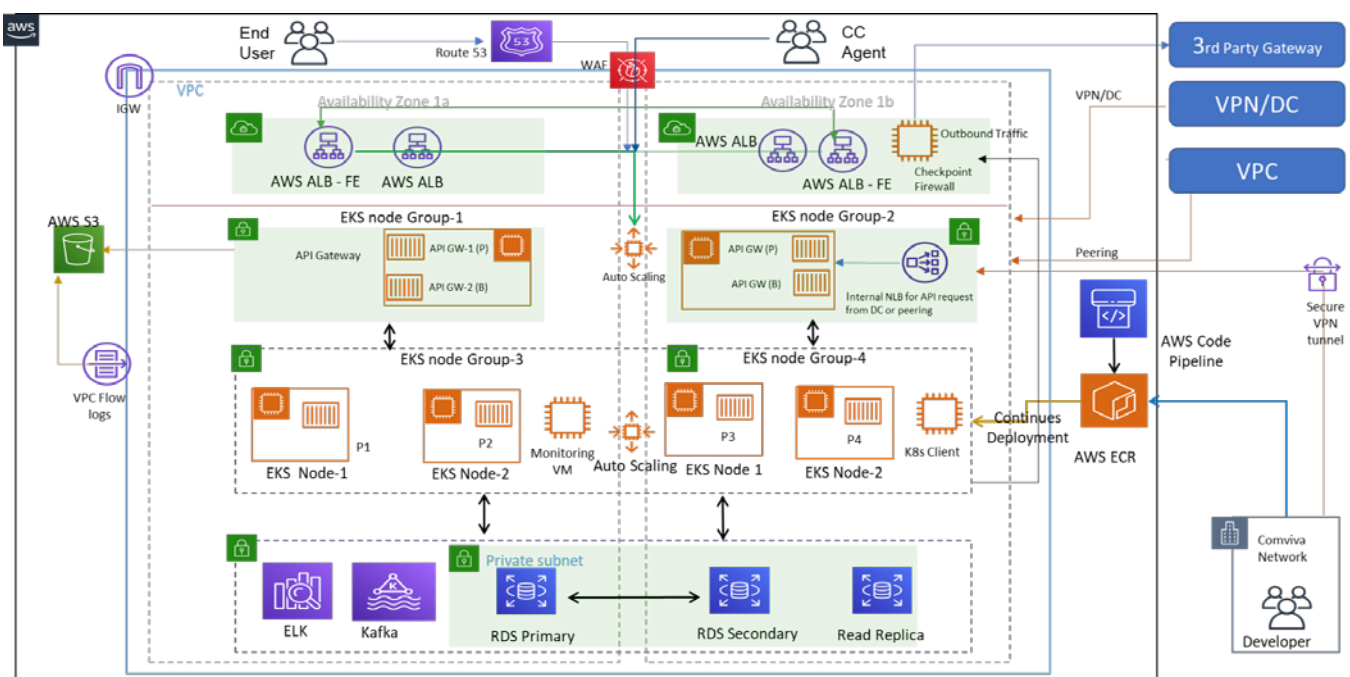 aws
End
User
Route 53
53
CC
Agent
3rd Party Gateway
WAF
IGW
VPC
Availability Zone 1a
Availability Zone 1b
VPN/DC
VPN/DC
AWS ALB
Outbound Traffic
AWS ALB - FE
AWS ALB
AWS ALB - FE
Checkpoint
Firewall
VPC
AWS S3
EKS node Group-1
EKS node Group-2
API Gateway
API GW-1 (P)
API GW-2 (B)
Auto Scaling
API GW (P)
API GW (B)
Internal NLB for API request
from DC or peering
Peering
Secure
VPN
tunnel
AWS Code
Pipeline
VPC Flow
logs
EKS node Group-3
EKS node Group-4
P1
EKS Node-1
P2
EKS Node-2
Monitoring
VM
Auto Scaling
P3
EKS Node 1
P4
EKS Node-2
K8s Client
Continues
Deployment
AWS ECR
Comviva
Network
Developer
Private subnet
ELK
K
Kafka
RDS Primary
RDS Secondary
Read Replica